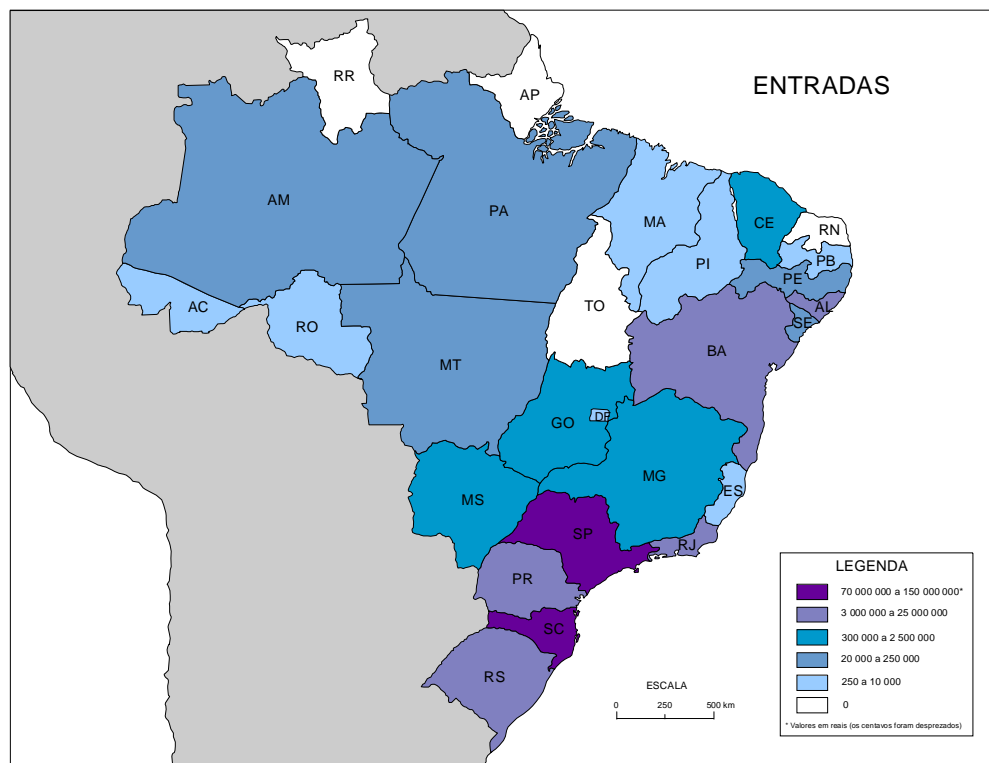 ENTRADAS
RR
AP
AM
PA
MA
CE
RN
PI
PB
PE
AC
RO
TO
AL
SE
BA
MT
GO
DF
MS
MG
ES
SP
RJ
PR
SC
RS
ESCALA
0 250 500 km
LEGENDA
70 000 000 a 150 000 000*
3 000 000 a 25 000 000
300 000 a 2 500 000
20 000 a 250 000
250 a 10 000
0
* Valores em reais (os centavos foram desprezados)